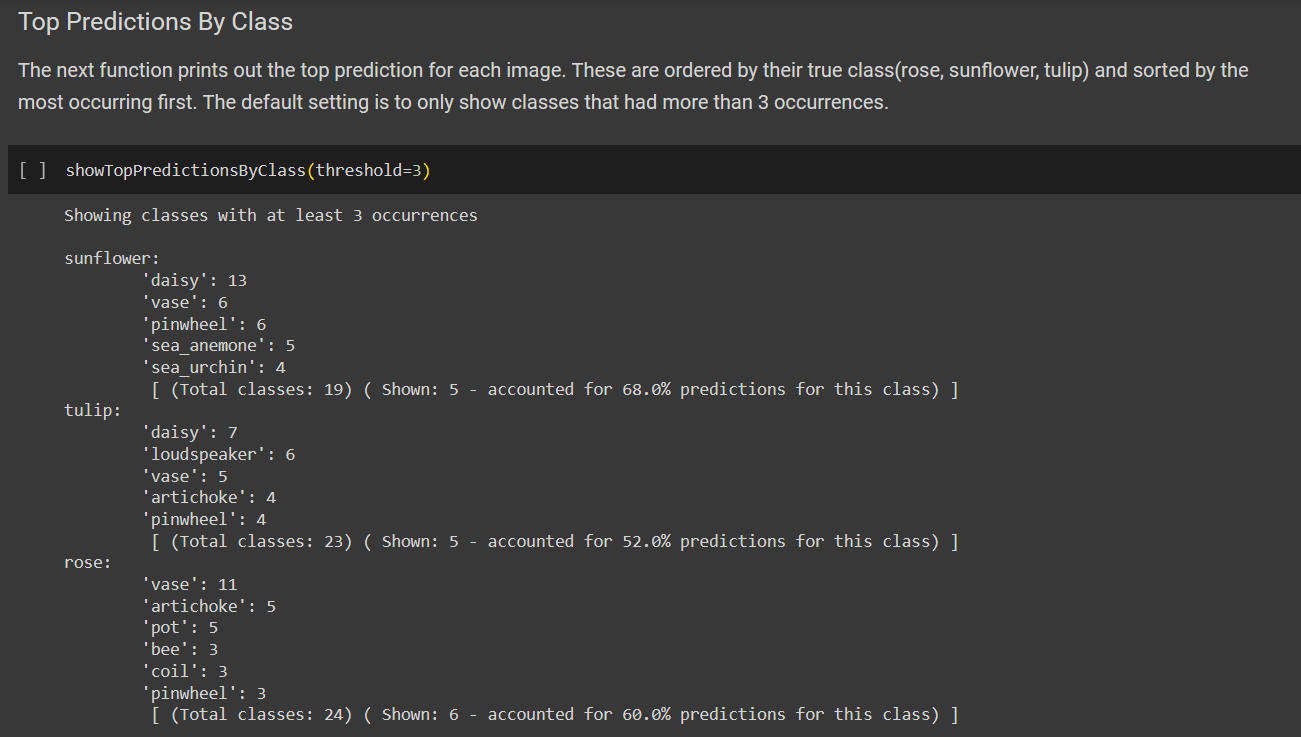 Top Predictions By Class
The next function prints out the top prediction for each image. These are ordered by their true class(rose, sunflower, tulip) and sorted by the
most occurring first. The default setting is to only show classes that had more than 3 occurrences.
[ ] showTopPredictionsByClass(threshold=3)
Showing classes with at least 3 occurrences
sunflower:
'daisy': 13
'vase': 6
'pinwheel': 6
'sea_anemone': 5
'sea_urchin': 4
[ (Total classes: 19) ( Shown: 5 - accounted for 68.0% predictions for this class) ]
tulip:
'daisy': 7
'loudspeaker': 6
'vase': 5
'artichoke': 4
'pinwheel': 4
[ (Total classes: 23) ( Shown: 5 - accounted for 52.0% predictions for this class) ]
rose:
'vase': 11
'artichoke': 5
'pot': 5
'bee': 3
'coil': 3
'pinwheel': 3
[ (Total classes: 24) ( Shown: 6 - accounted for 60.0% predictions for this class) ]